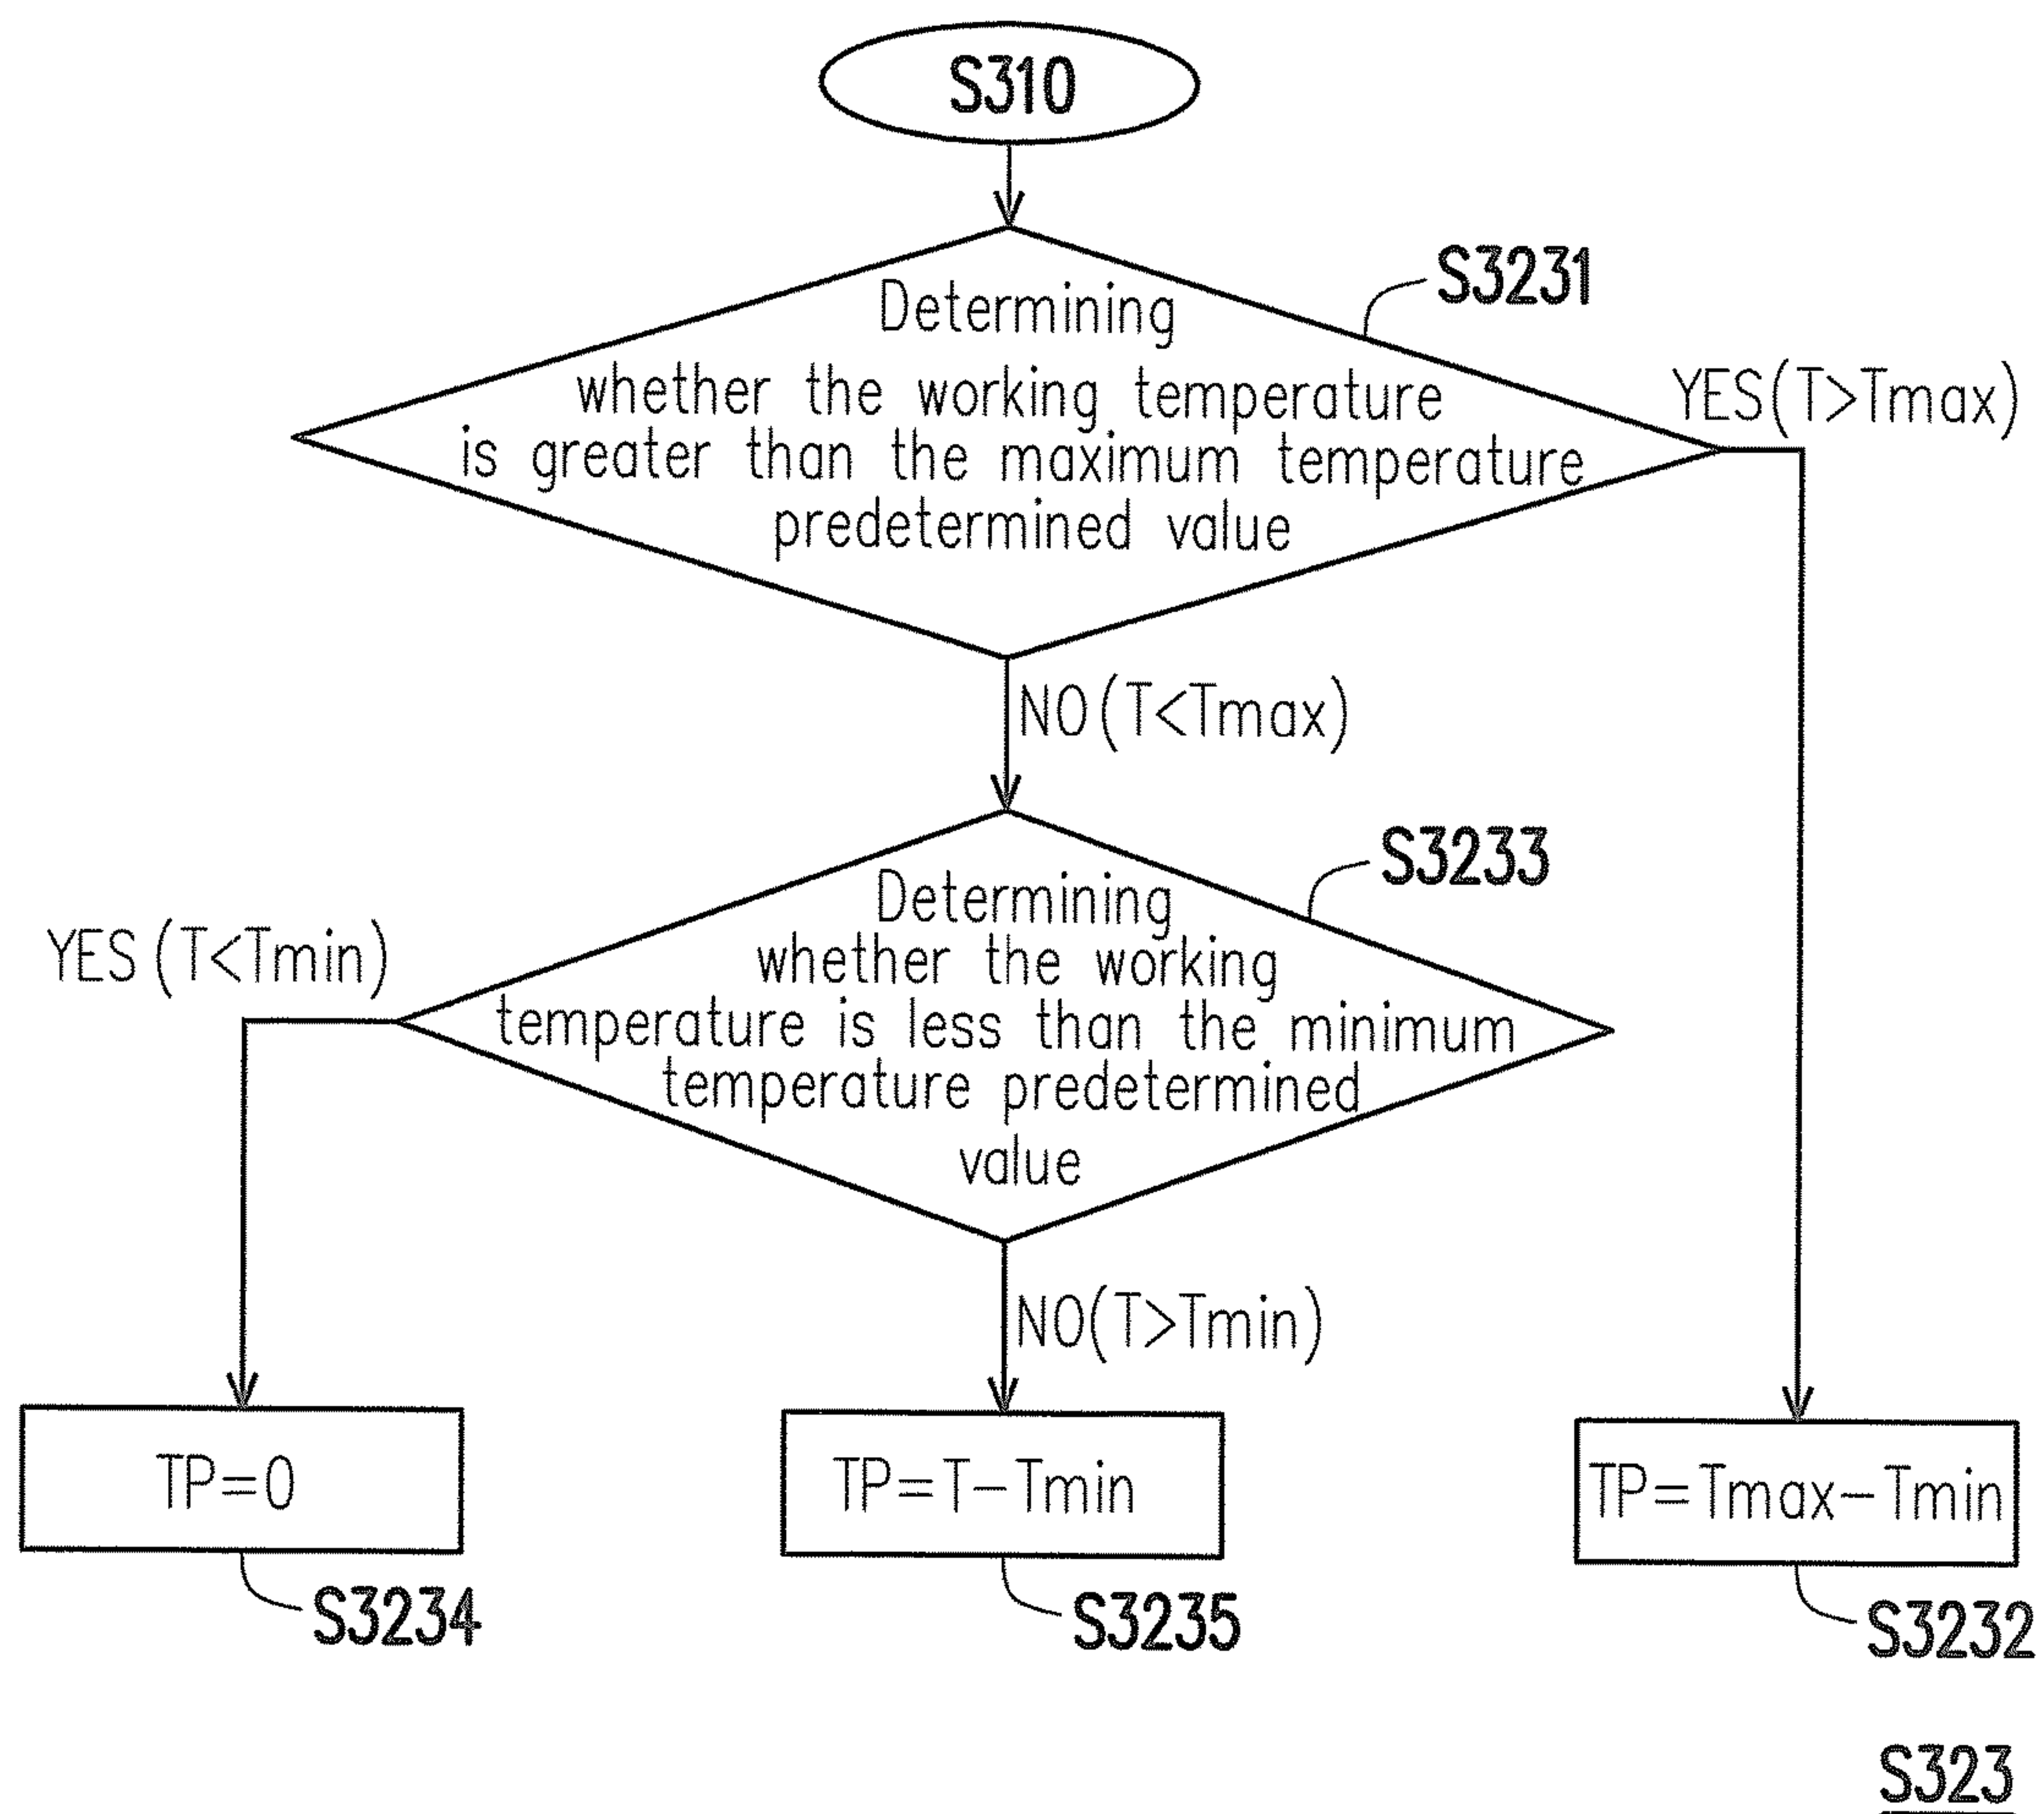 S310
Determining
S3231
whether the working temperature
YES(T>Tmax)
is greater than the maximum temperature
predetermined value
NO(T<Tmax)
S3233
Determining
YES(T<Tmin)
whether the working
temperature is less than the minimum
temperature predetermined
value
NO(T>Tmin)
TP=0
TP=T-Tmin
TP=Tmax-Tmin
S3234
S3235
S3232
S323